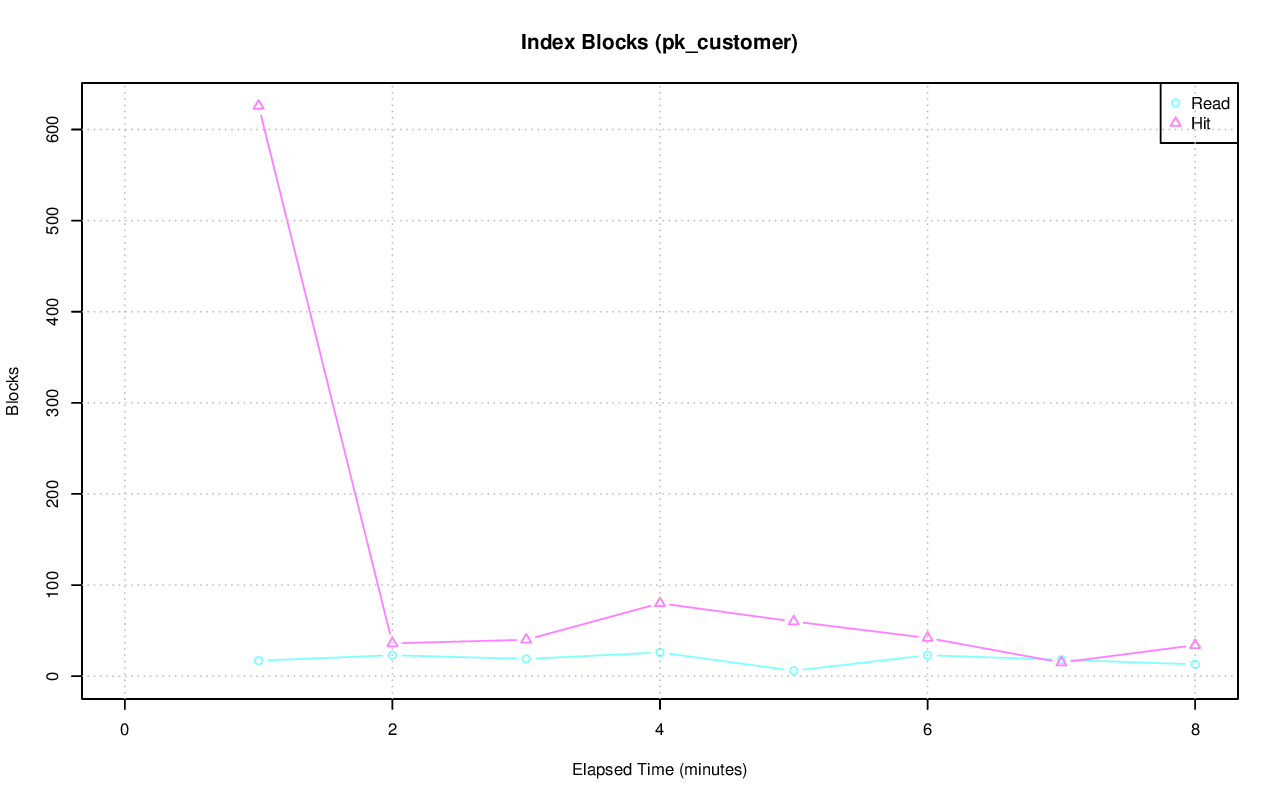 Index Blocks (pk_customer)
Read
Hit
600
500
400
300
200
100
0
Blocks
0 2 4 6 8
Elapsed Time (minutes)